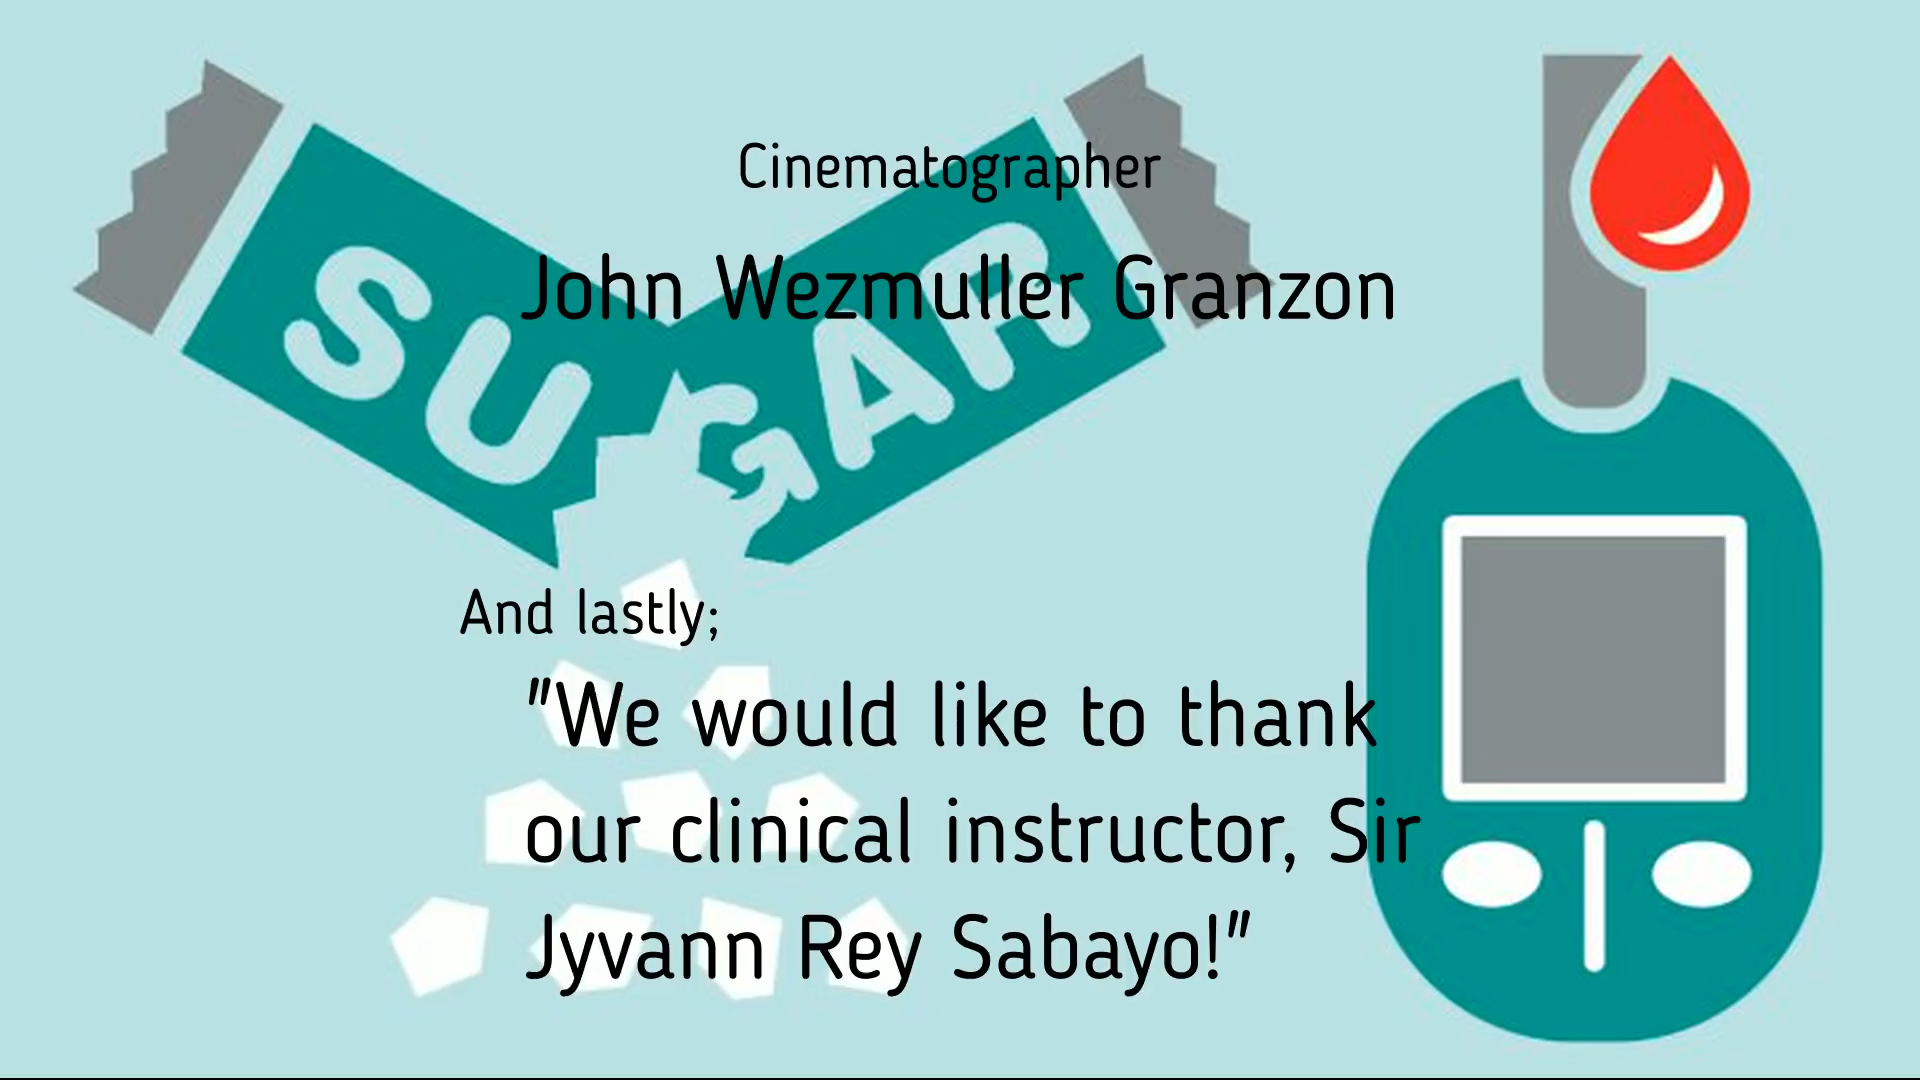 Cinematographer
SUGAR
John Wezmuller Granzon
And lastly;
"We would like to thank
our clinical instructor, Sir
Jyvann Rey Sabayo!"